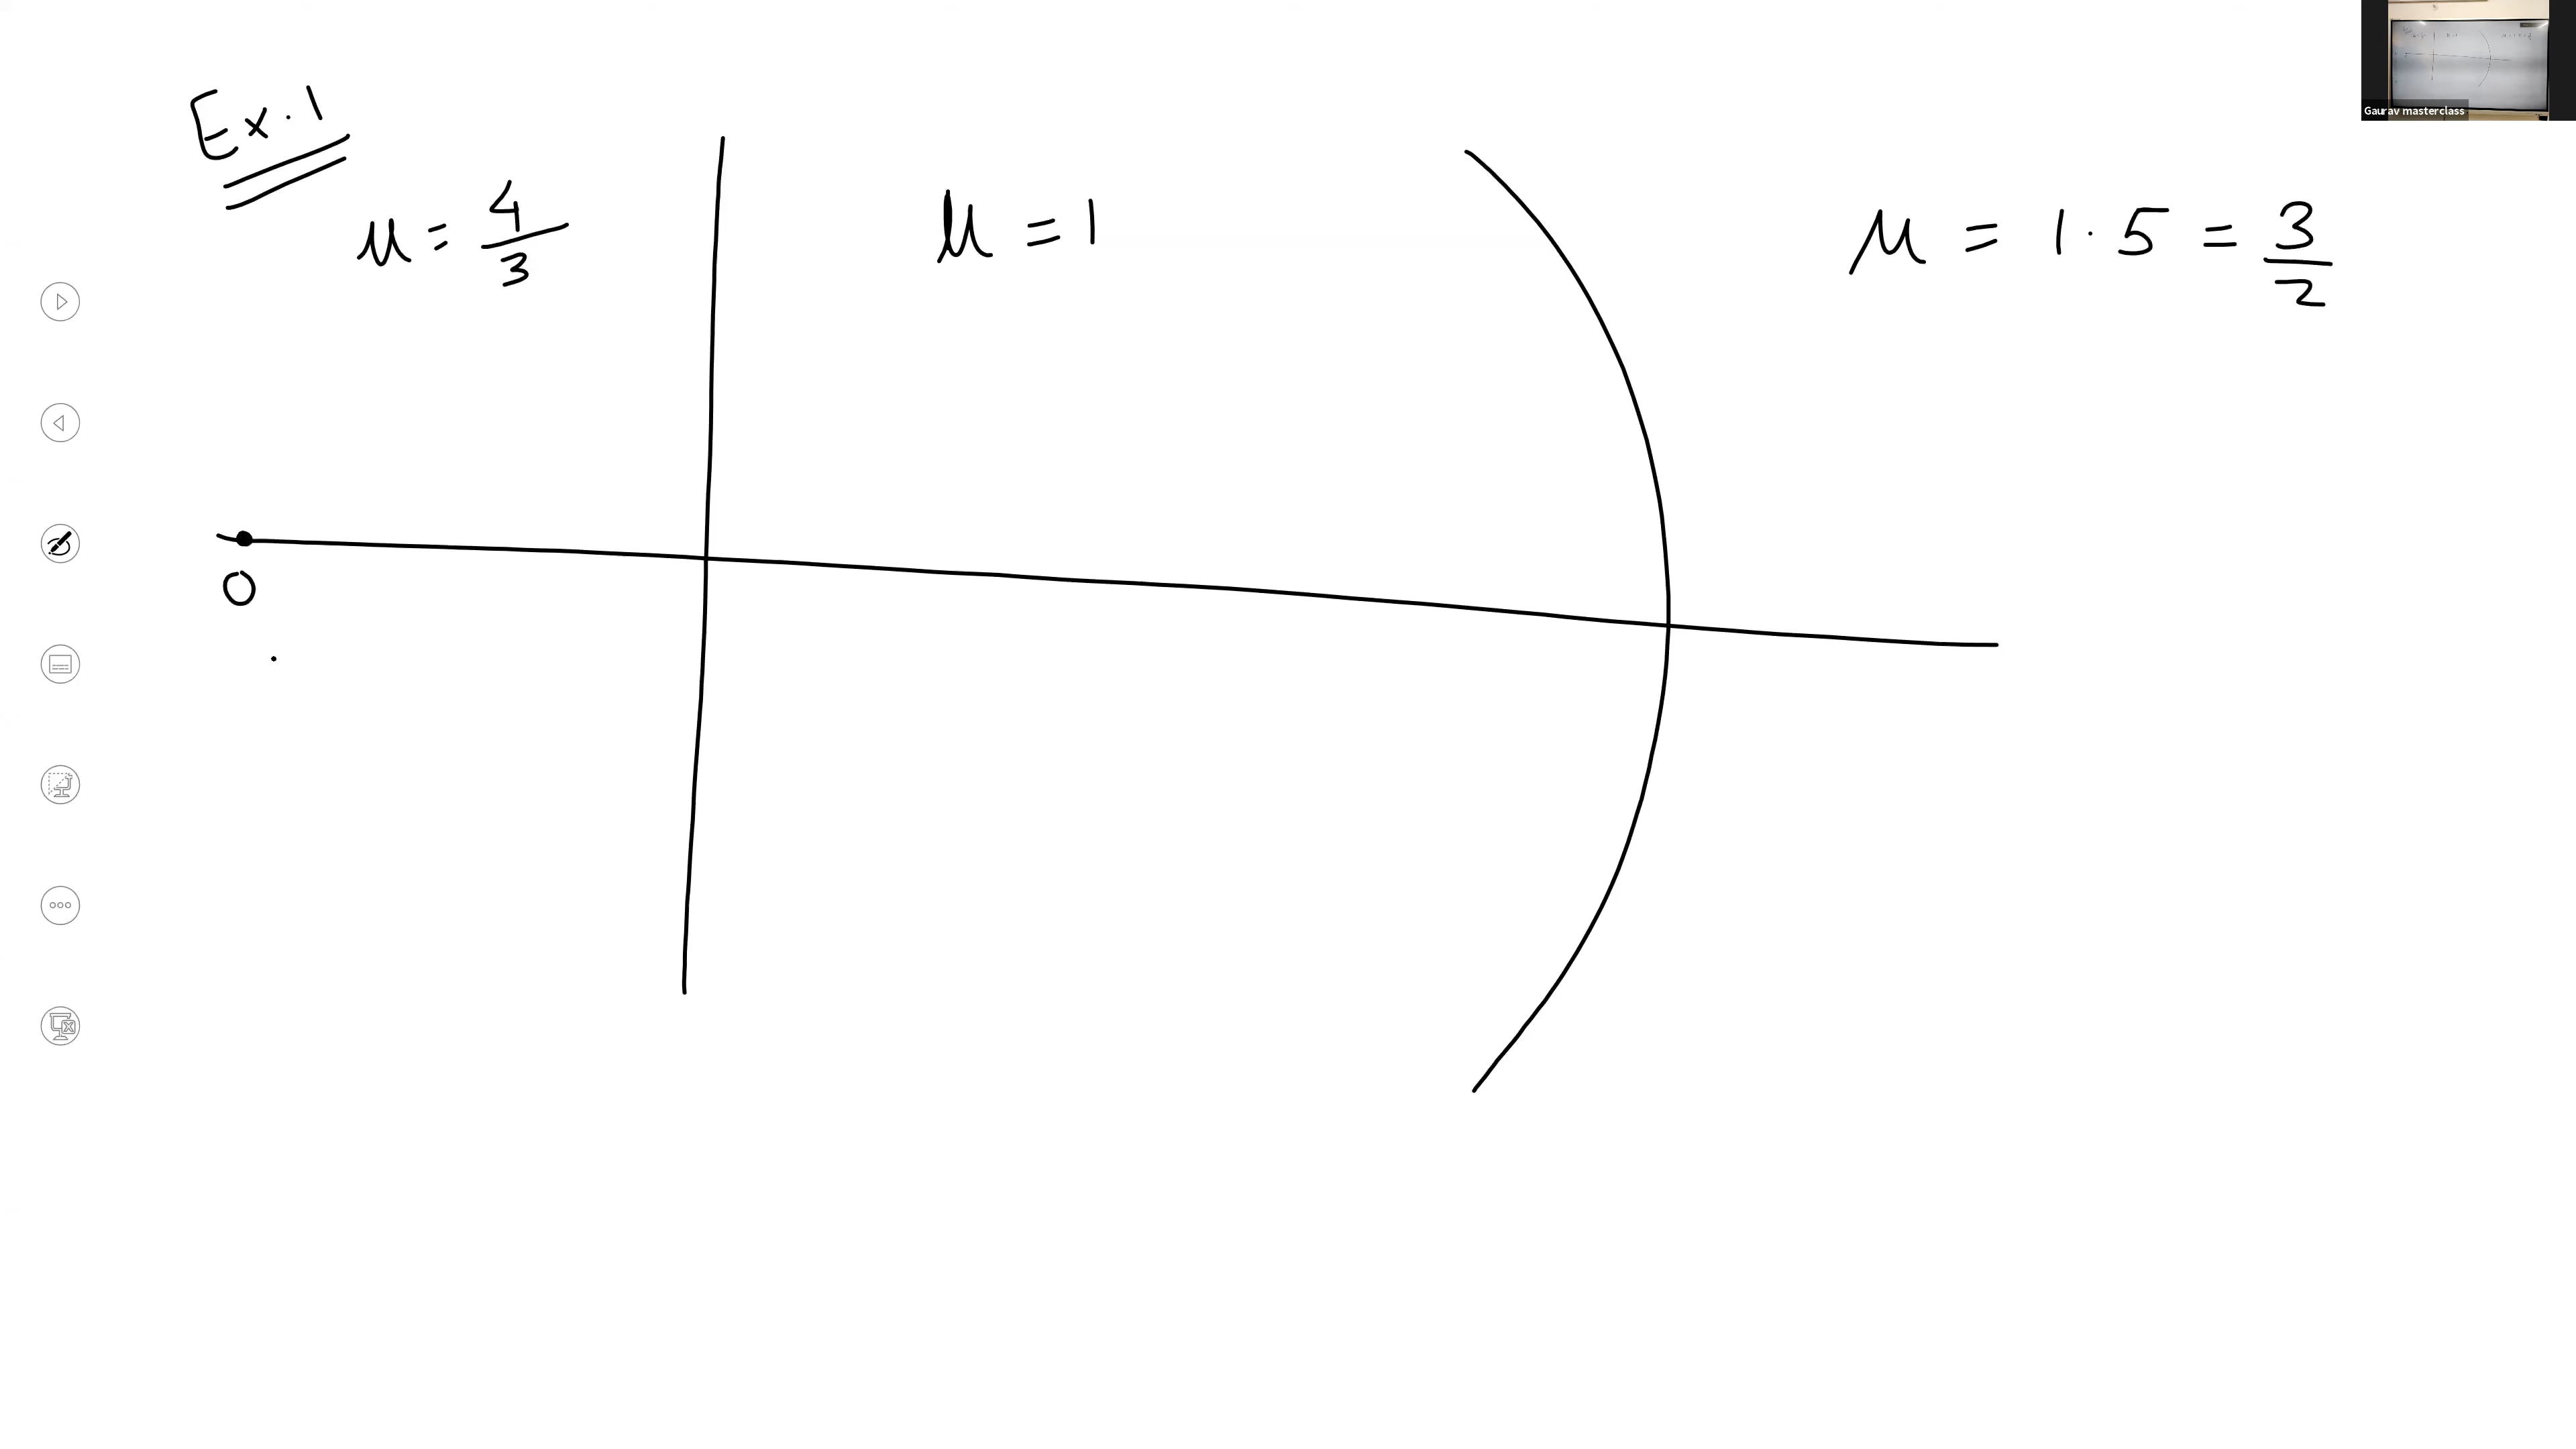 Ex. 1
μ = 4/3
μ = 1
μ = 1.5 = 3/2
O
Gaurav masterclass